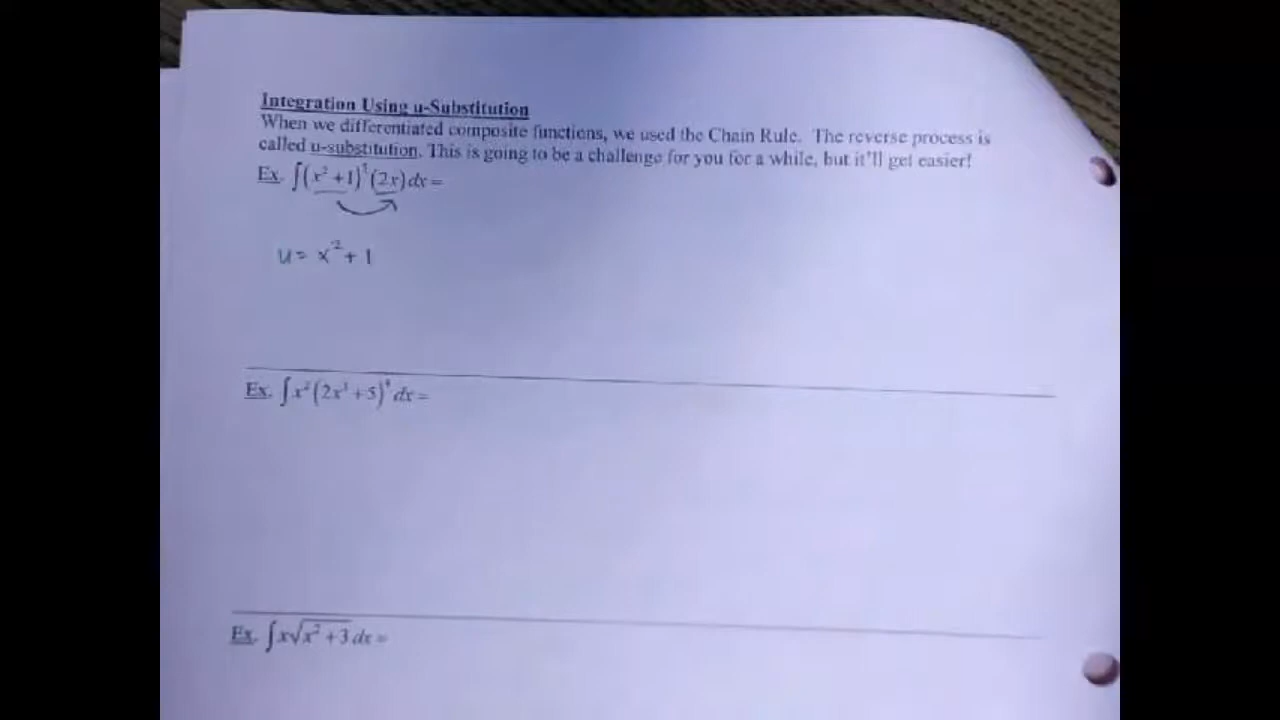 Integration Using u-Substitution
When we differentiated composite functions, we used the Chain Rule. The reverse process is
called u-substitution. This is going to be a challenge for you for a while, but it'll get easier!
Ex. ∫(x² +1) (2x)dx =
u = x² + 1
Ex. ∫x²(2x³ +5) dx =
Ex. ∫x√(x² +3) dx =